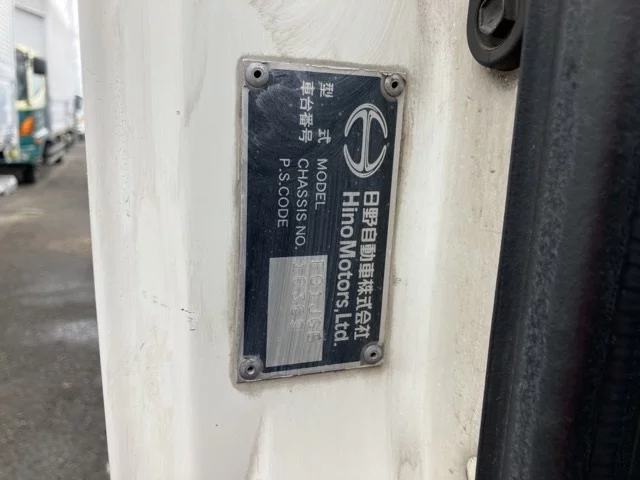 日野自動車株式会社
Hino Motors, Ltd.
型式 MODEL
車台番号 CHASSIS NO.
P.S.CODE